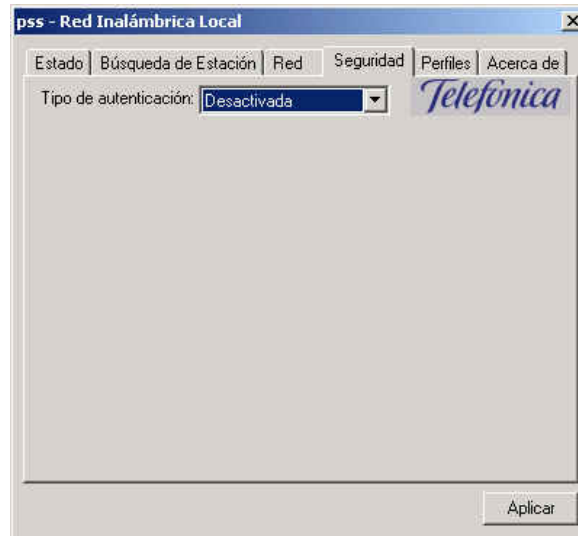 pss - Red Inalámbrica Local
Estado Búsqueda de Estación Red Seguridad Perfiles Acerca de
Tipo de autenticación: Desactivada
Telefónica
Aplicar